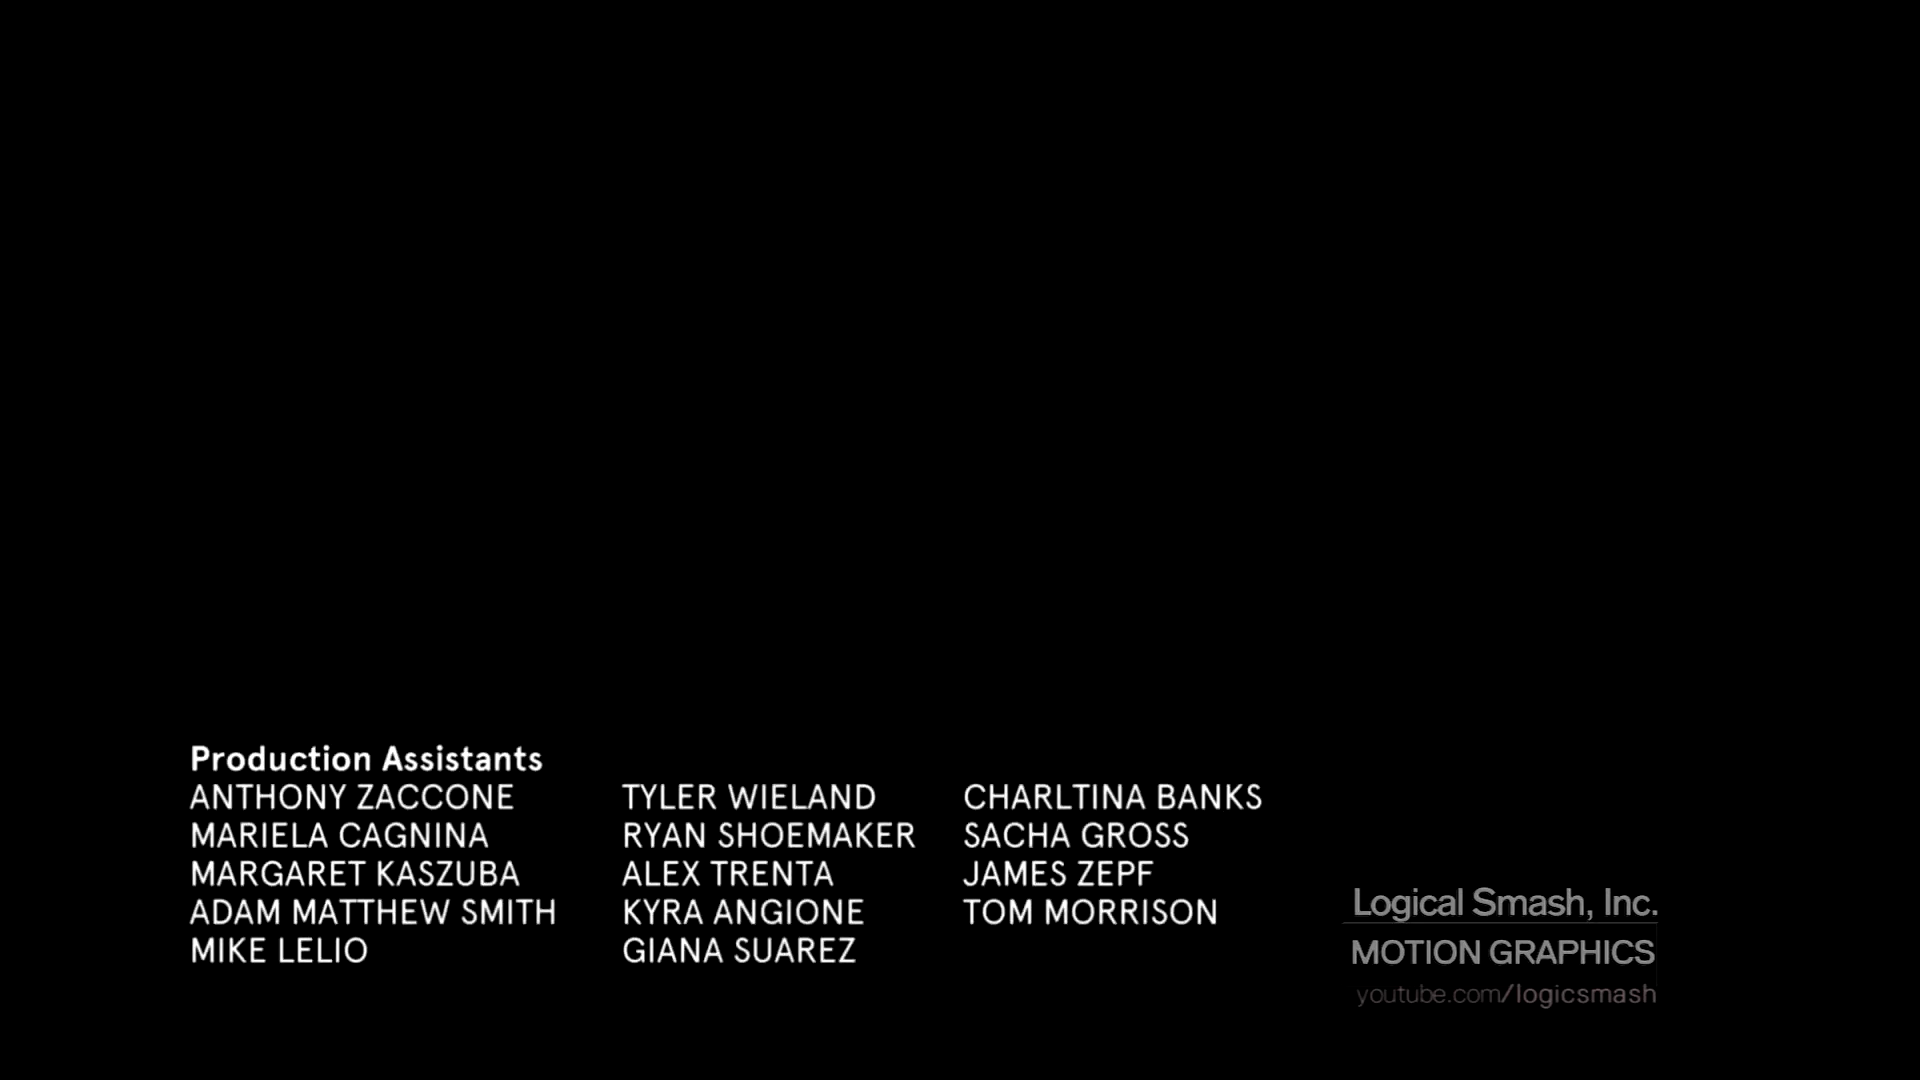 Production Assistants
ANTHONY ZACCONE
MARIELA CAGNINA
MARGARET KASZUBA
ADAM MATTHEW SMITH
MIKE LELIO
TYLER WIELAND
RYAN SHOEMAKER
ALEX TRENTA
KYRA ANGIONE
GIANA SUAREZ
CHARLTINA BANKS
SACHA GROSS
JAMES ZEPF
TOM MORRISON
Logical Smash, Inc.
MOTION GRAPHICS
youtube.com/logicsmash